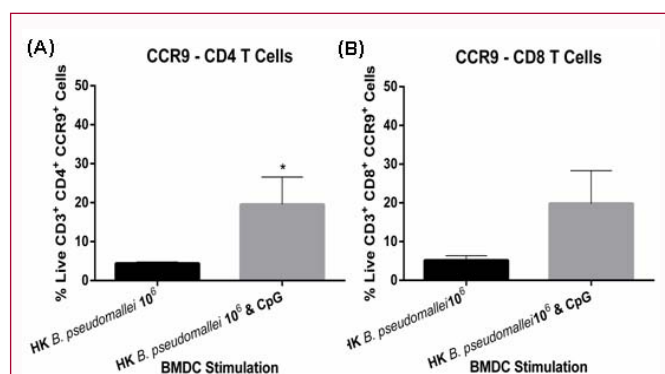 (A)
CCR9 - CD4 T Cells
% Live CD3⁺ CD4⁺ CCR9⁺ Cells
50
40
30
20
10
0
*
HK B. pseudomallei 10⁶
HK B. pseudomallei 10⁶ & CpG
BMDC Stimulation
(B)
CCR9 - CD8 T Cells
% Live CD3⁺ CD8⁺ CCR9⁺ Cells
50
40
30
20
10
0
HK B. pseudomallei10⁶
HK B. pseudomallei10⁶ & CpG
BMDC Stimulation